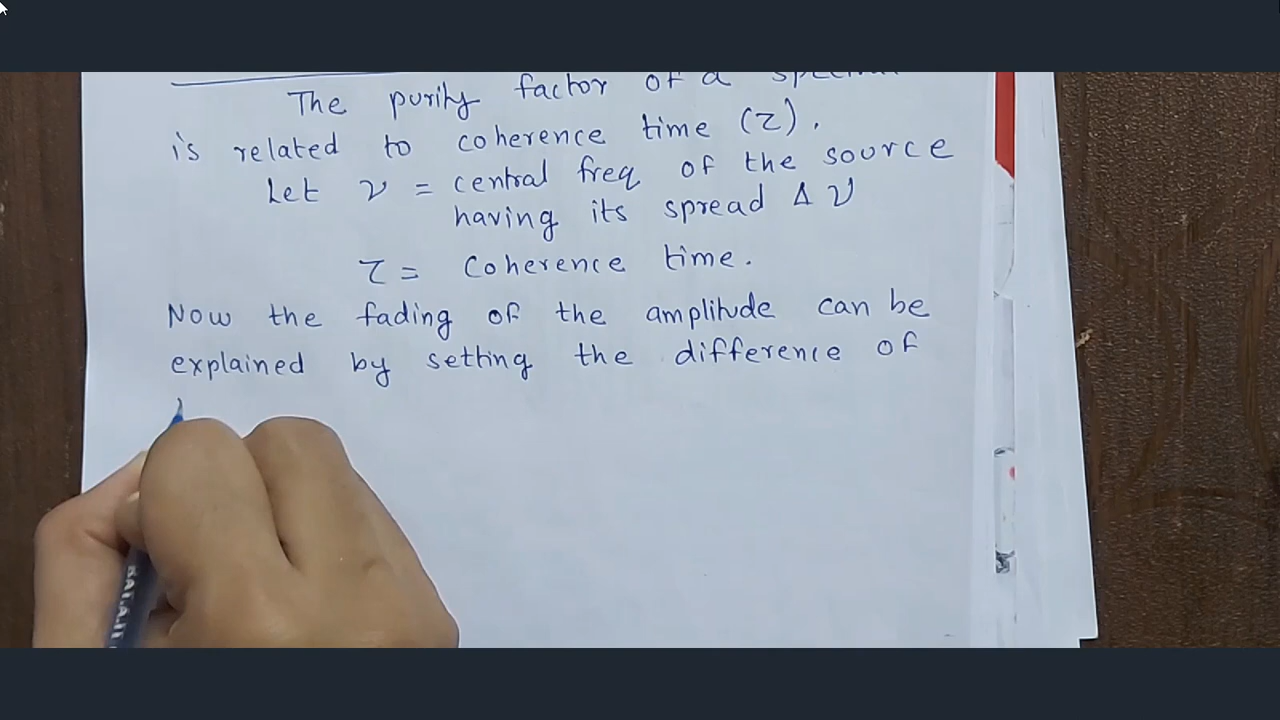 The purity factor of a
is related to coherence time (τ).
Let ν = central freq of the source
having its spread Δ ν
τ = Coherence time.
Now the fading of the amplitude can be
explained by setting the difference of